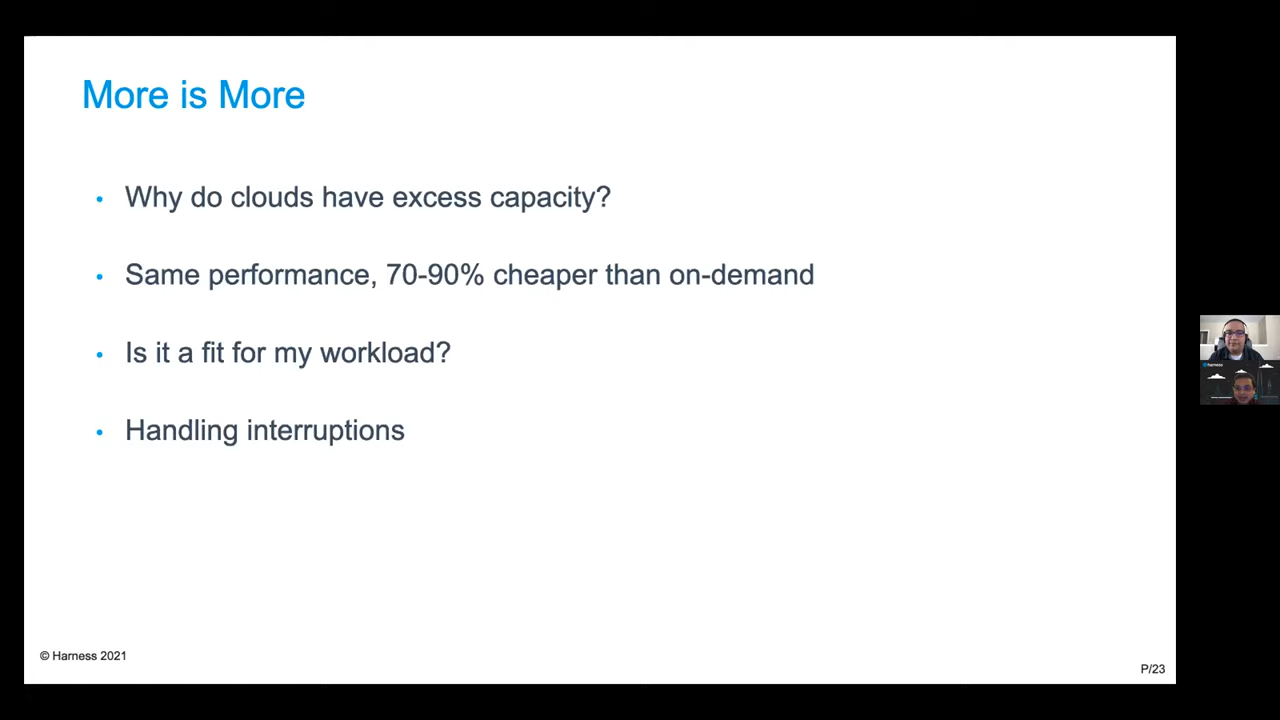 More is More
• Why do clouds have excess capacity?
• Same performance, 70-90% cheaper than on-demand
• Is it a fit for my workload?
• Handling interruptions
harness
© Harness 2021
P/23